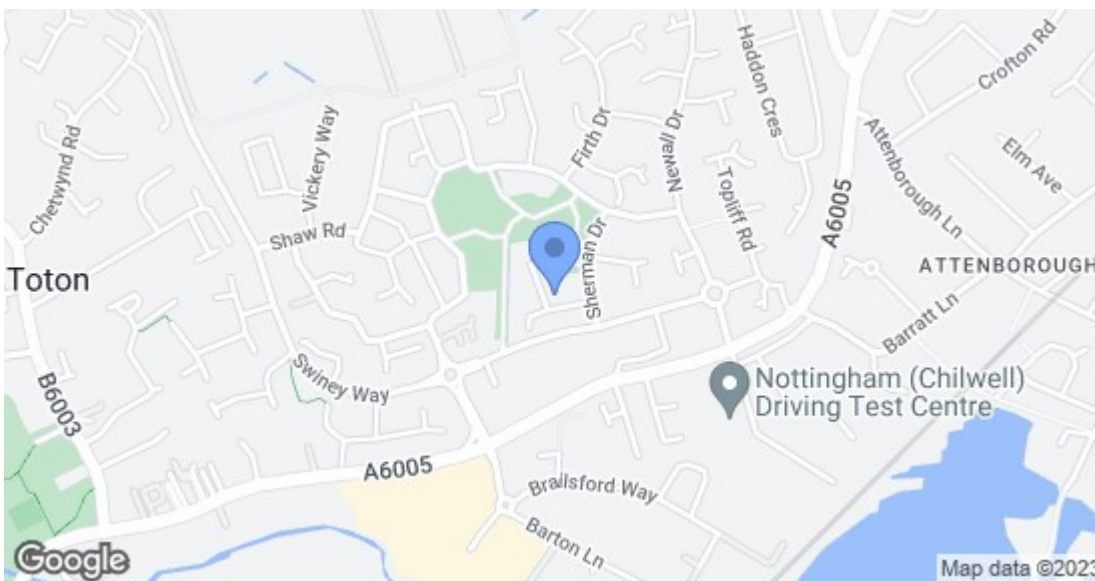 Haddon Cres
Crofton Rd
Chetwynd Rd
Vickery Way
Firth Dr
Newall Dr
Attenborough Ln
Elm Ave
Topliff Rd
A6005
Shaw Rd
Toton
Sherman Dr
ATTENBOROUGH
Barratt Ln
Swiney Way
B6003
Nottingham (Chilwell)
Driving Test Centre
A6005
Brailsford Way
Barton Ln
Google
Map data ©2023